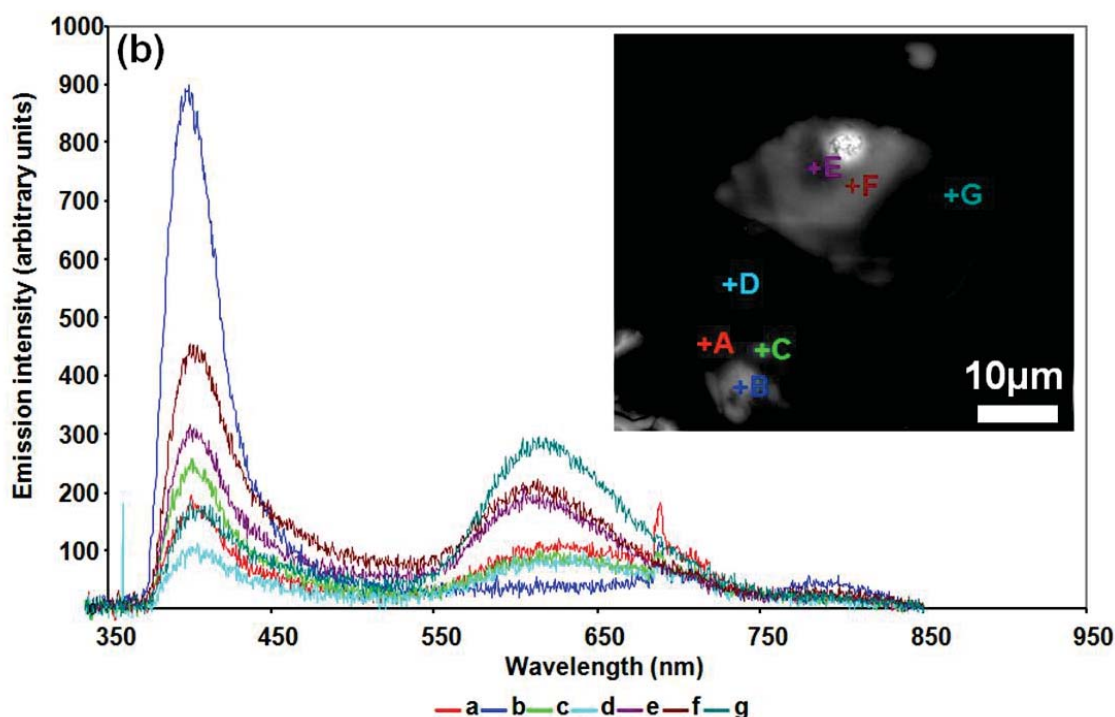 (b)
Emission intensity (arbitrary units)
1000
900
800
700
600
500
400
300
200
100
350 450 550 650 750 850 950
Wavelength (nm)
a b c d e f g
+E
+F
+G
+D
+A
+C
+B
10µm